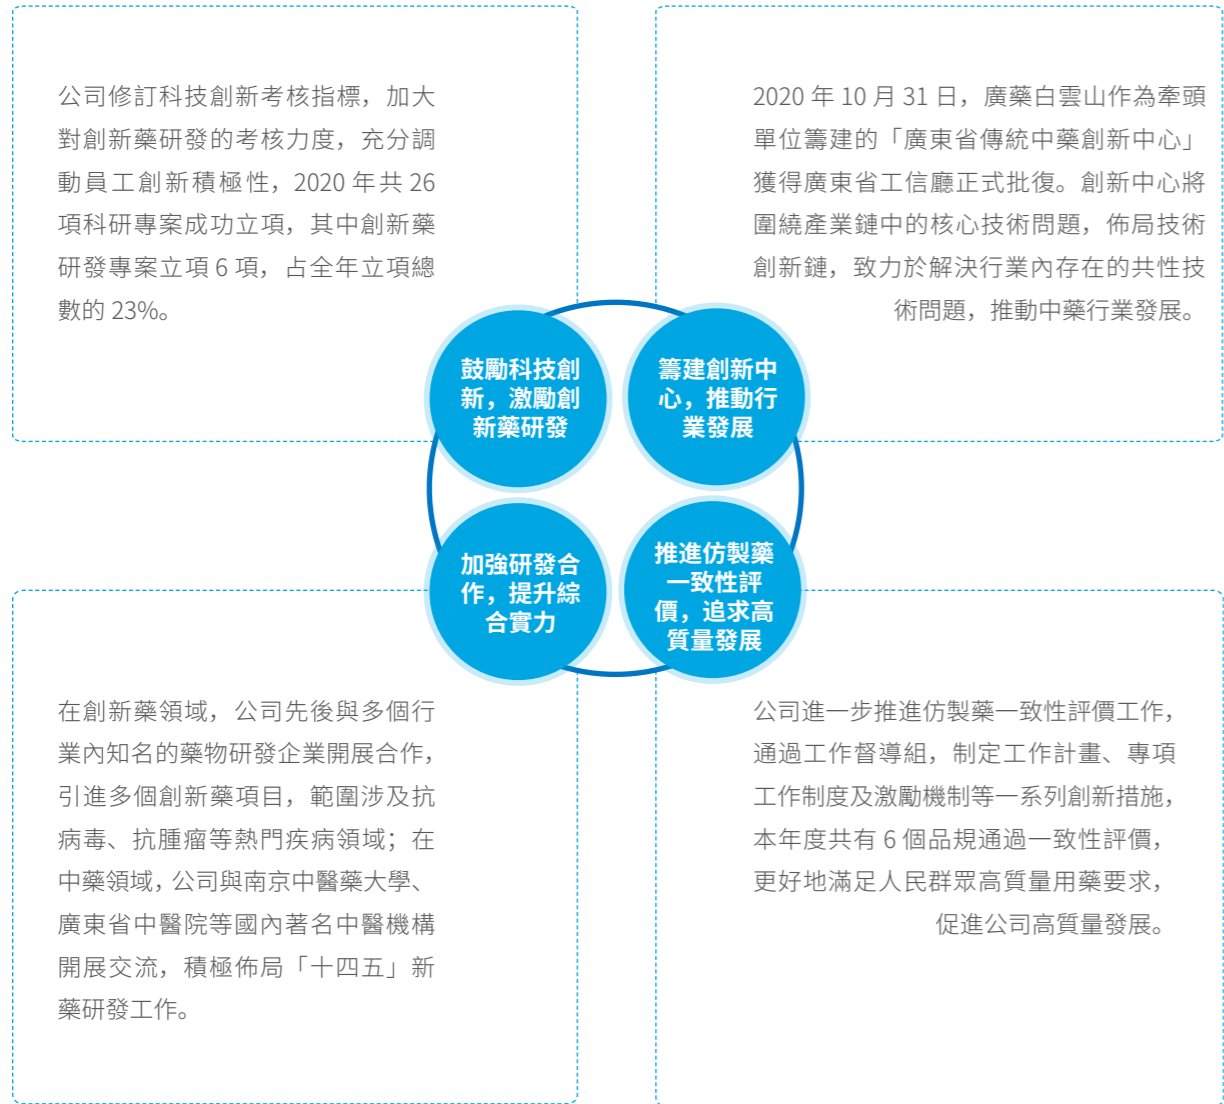 公司修訂科技創新考核指標，加大
對創新藥研發的考核力度，充分調
動員工創新積極性，2020 年共 26
項科研專案成功立項，其中創新藥
研發專案立項 6 項，占全年立項總
數的 23%。
2020 年 10 月 31 日，廣藥白雲山作為牽頭
單位籌建的「廣東省傳統中藥創新中心」
獲得廣東省工信廳正式批復。創新中心將
圍繞產業鏈中的核心技術問題，佈局技術
創新鏈，致力於解決行業內存在的共性技
術問題，推動中藥行業發展。
鼓勵科技創
新，激勵創
新藥研發
籌建創新中
心，推動行
業發展
加強研發合
作，提升綜
合實力
推進仿製藥
一致性評
價，追求高
質量發展
在創新藥領域，公司先後與多個行
業內知名的藥物研發企業開展合作，
引進多個創新藥項目，範圍涉及抗
病毒、抗腫瘤等熱門疾病領域；在
中藥領域，公司與南京中醫藥大學、
廣東省中醫院等國內著名中醫機構
開展交流，積極佈局「十四五」新
藥研發工作。
公司進一步推進仿製藥一致性評價工作，
通過工作督導組，制定工作計畫、專項
工作制度及激勵機制等一系列創新措施，
本年度共有 6 個品規通過一致性評價，
更好地滿足人民群眾高質量用藥要求，
促進公司高質量發展。